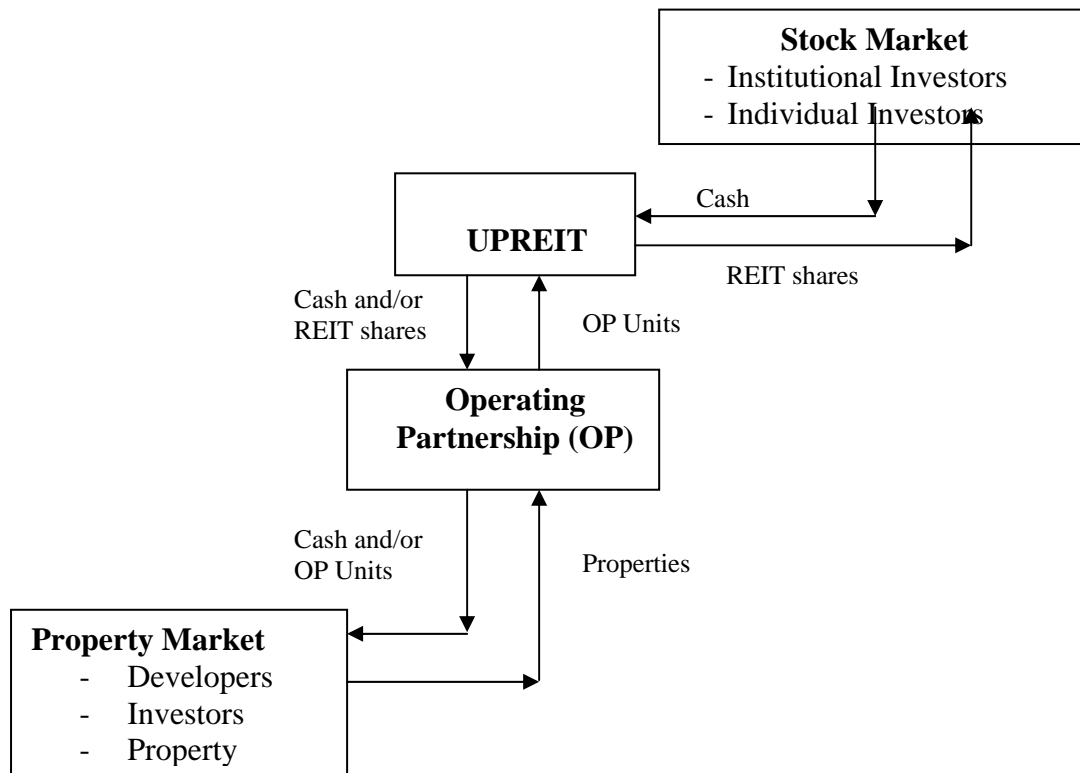 Stock Market
- Institutional Investors
- Individual Investors
Cash
UPREIT
REIT shares
Cash and/or
REIT shares
OP Units
Operating
Partnership (OP)
Cash and/or
OP Units
Properties
Property Market
- Developers
- Investors
- Property